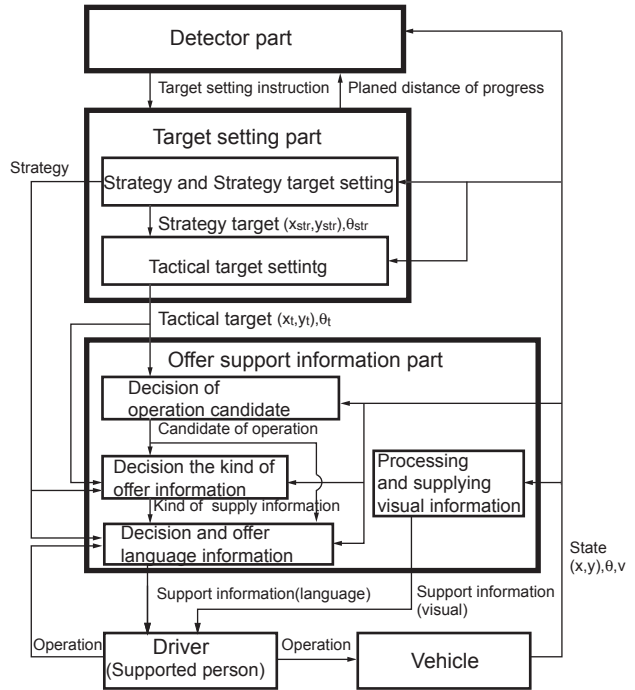 Detector part
Target setting instruction
Planed distance of progress
Target setting part
Strategy
Strategy and Strategy target setting
Strategy target (xstr,ystr),θstr
Tactical target settintg
Tactical target (xt,yt),θt
Offer support information part
Decision of
operation candidate
Candidate of operation
Decision the kind of
offer information
Processing
and supplying
visual information
Kind of supply information
Decision and offer
language information
State
(x,y),θ,v
Support information(language)
Support information
(visual)
Operation
Driver
(Supported person)
Operation
Vehicle